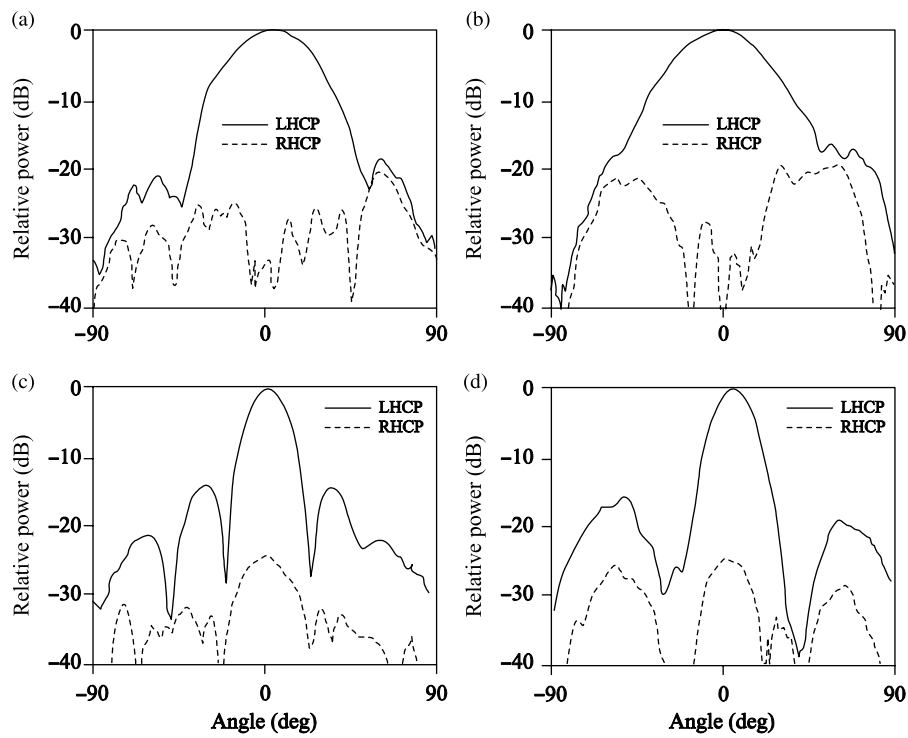 (a)
0
−10
−20
−30
−40
−90
0
90
Relative power (dB)
LHCP
RHCP
(b)
0
−10
−20
−30
−40
−90
0
90
Relative power (dB)
LHCP
RHCP
(c)
0
−10
−20
−30
−40
−90
0
90
Relative power (dB)
Angle (deg)
LHCP
RHCP
(d)
0
−10
−20
−30
−40
−90
0
90
Relative power (dB)
Angle (deg)
LHCP
RHCP